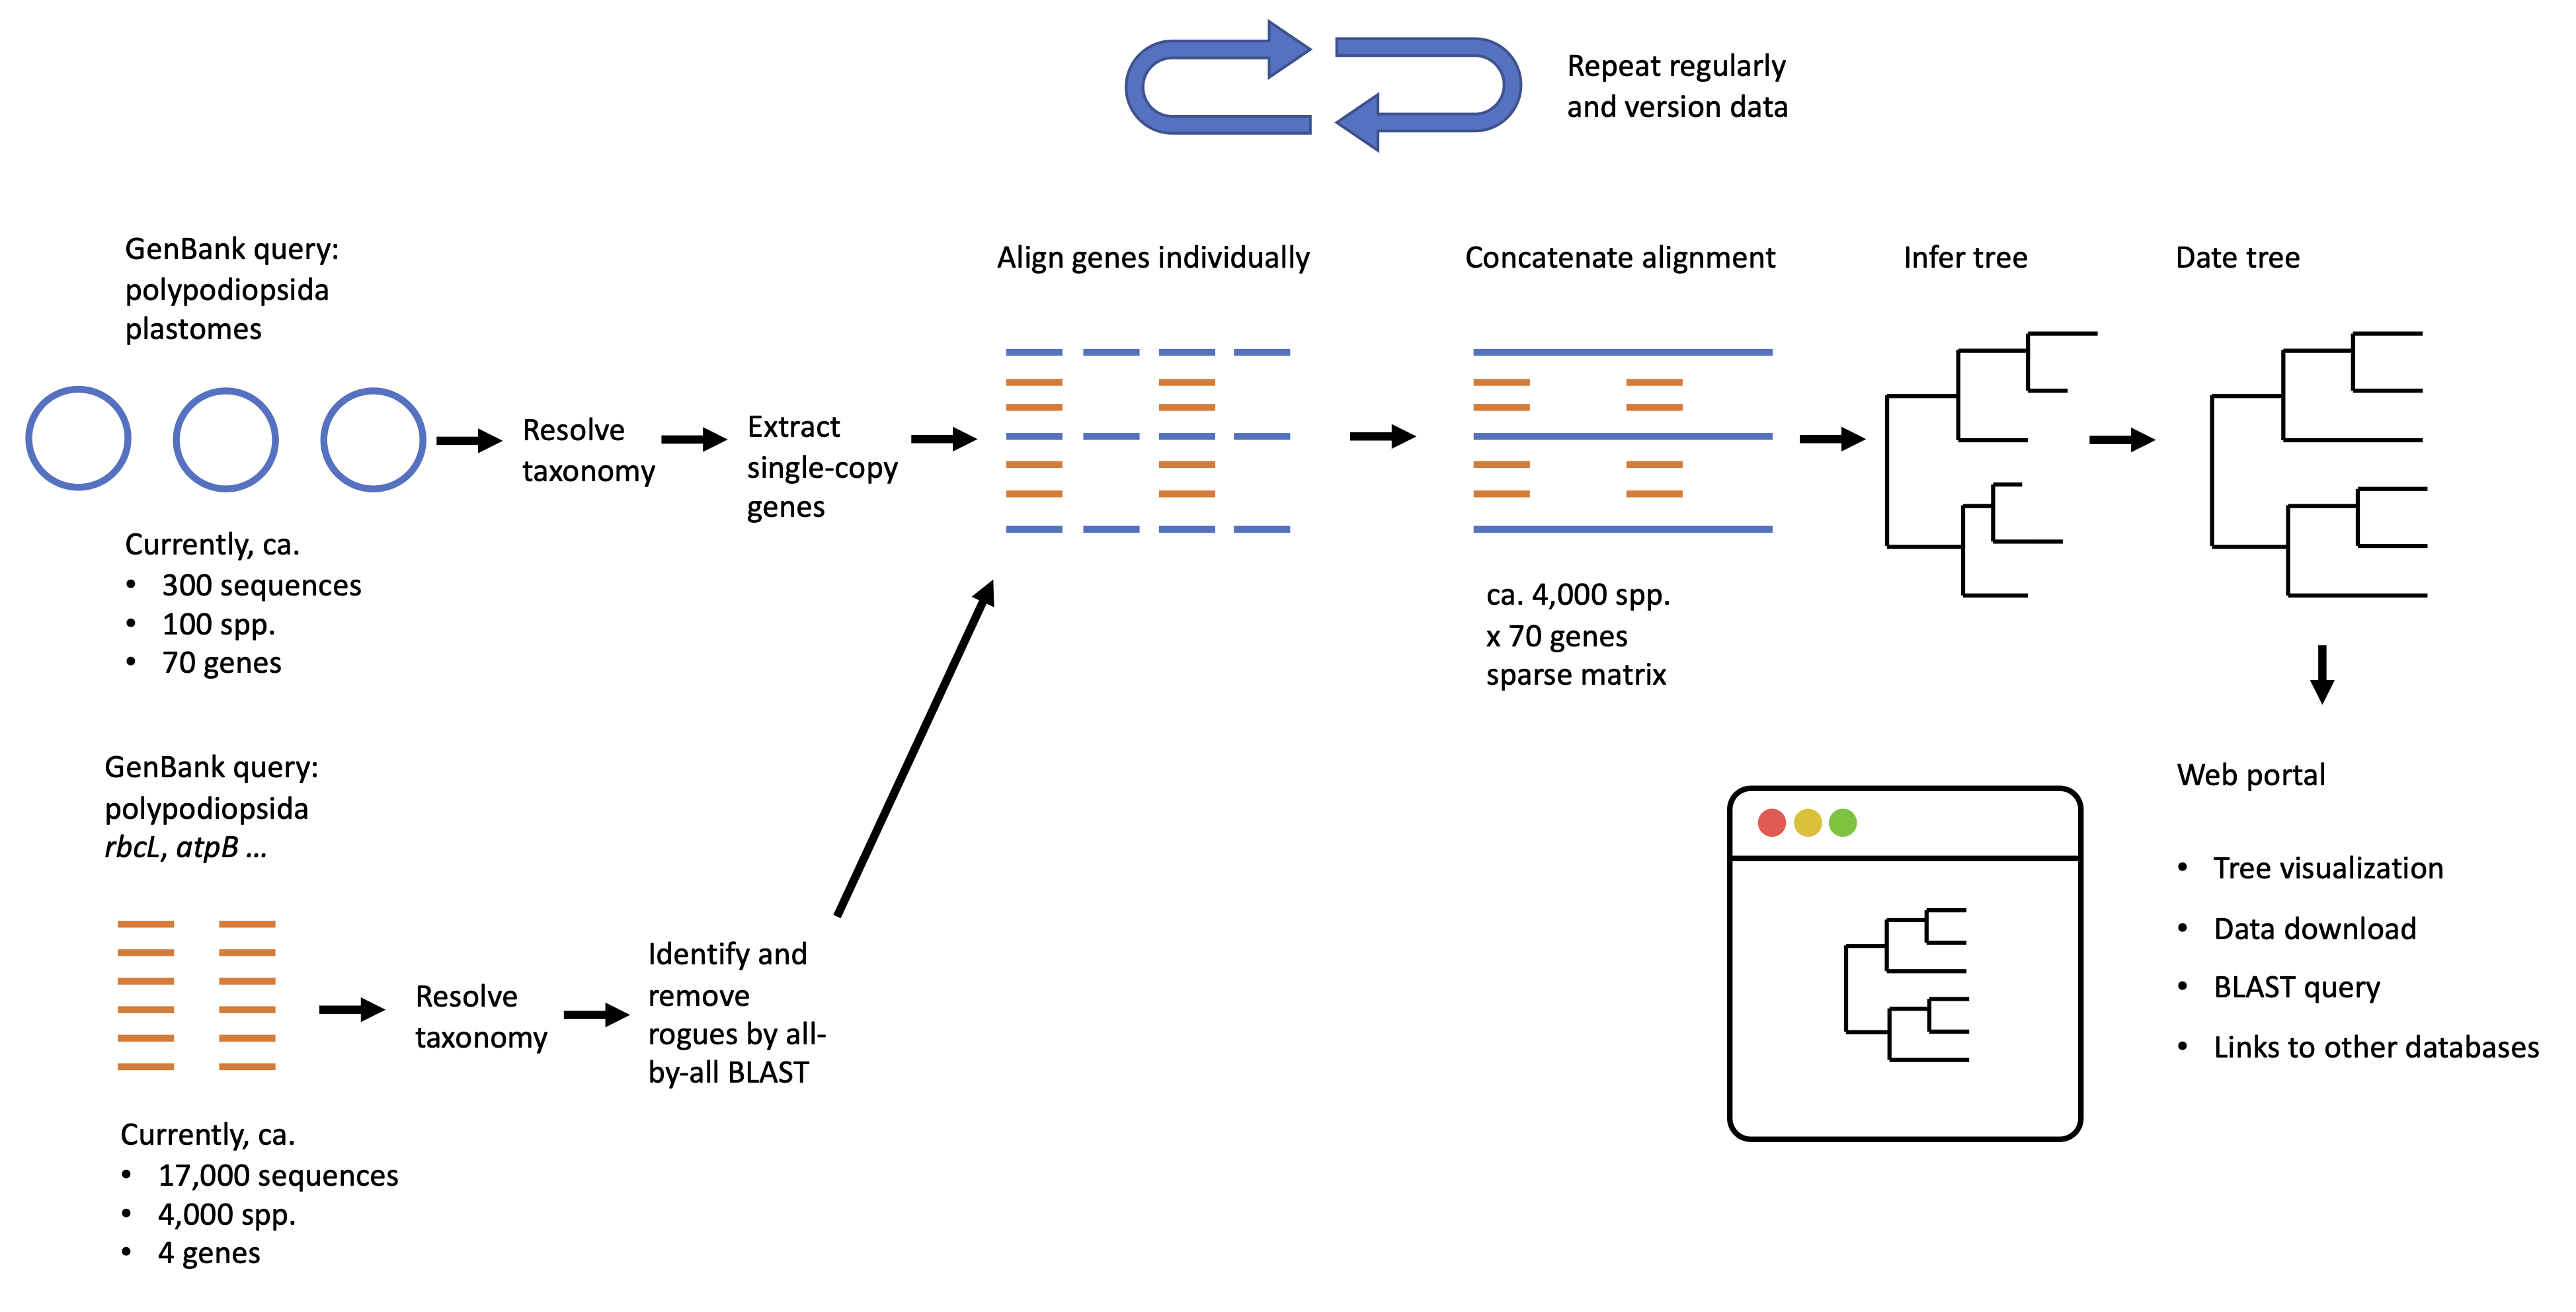 Repeat regularly
and version data
GenBank query:
polypodiopsida
plastomes
Currently, ca.
• 300 sequences
• 100 spp.
• 70 genes
Resolve
taxonomy
Extract
single-copy
genes
Align genes individually
Concatenate alignment
ca. 4,000 spp.
x 70 genes
sparse matrix
Infer tree
Date tree
GenBank query:
polypodiopsida
rbcL, atpB ...
Currently, ca.
• 17,000 sequences
• 4,000 spp.
• 4 genes
Resolve
taxonomy
Identify and
remove
rogues by all-
by-all BLAST
Web portal
• Tree visualization
• Data download
• BLAST query
• Links to other databases